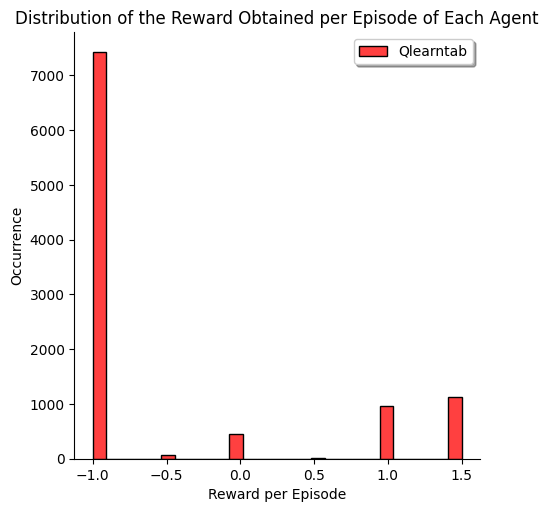 Distribution of the Reward Obtained per Episode of Each Agent
Qlearntab
7000
6000
5000
4000
3000
2000
1000
0
Occurrence
−1.0 −0.5 0.0 0.5 1.0 1.5
Reward per Episode